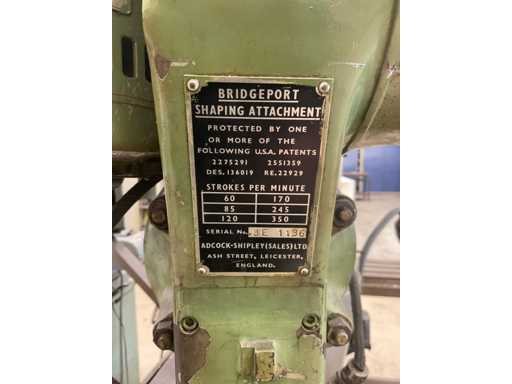 BRIDGEPORT
SHAPING ATTACHMENT
PROTECTED BY ONE
OR MORE OF THE
FOLLOWING U.S.A. PATENTS
2275291 2551359
DES. 136019 RE. 22929
STROKES PER MINUTE
60 170
85 245
120 350
SERIAL No. 1136
ADCOCK-SHIPLEY (SALES) LTD.
ASH STREET, LEICESTER,
ENGLAND.